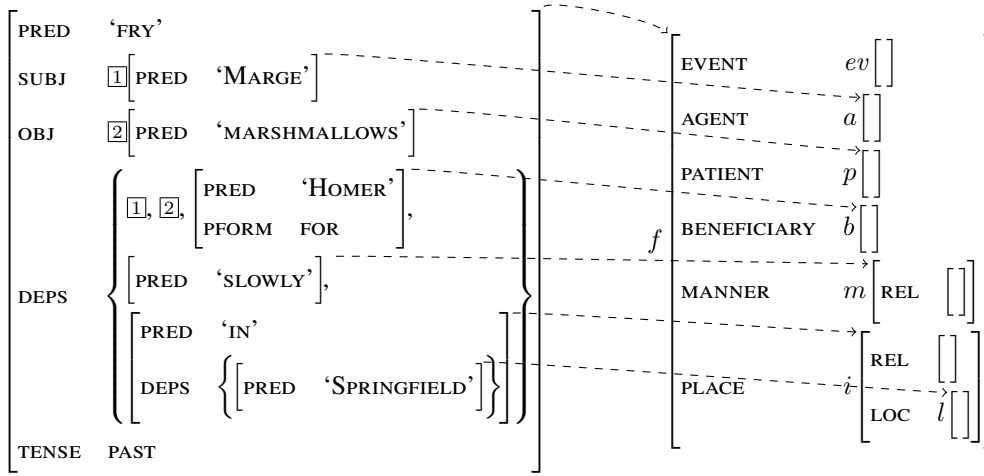 PRED ‘FRY’
SUBJ 1[PRED ‘MARGE’]
OBJ 2[PRED ‘MARSHMALLOWS’]
1, 2, [PRED ‘HOMER’
PFORM FOR],
[PRED ‘SLOWLY’],
DEPS
[PRED ‘IN’
DEPS {[PRED ‘SPRINGFIELD’]}]
TENSE PAST
f
EVENT ev[]
AGENT a[]
PATIENT p[]
BENEFICIARY b[]
MANNER m[REL []]
PLACE i[REL []
LOC l[]]